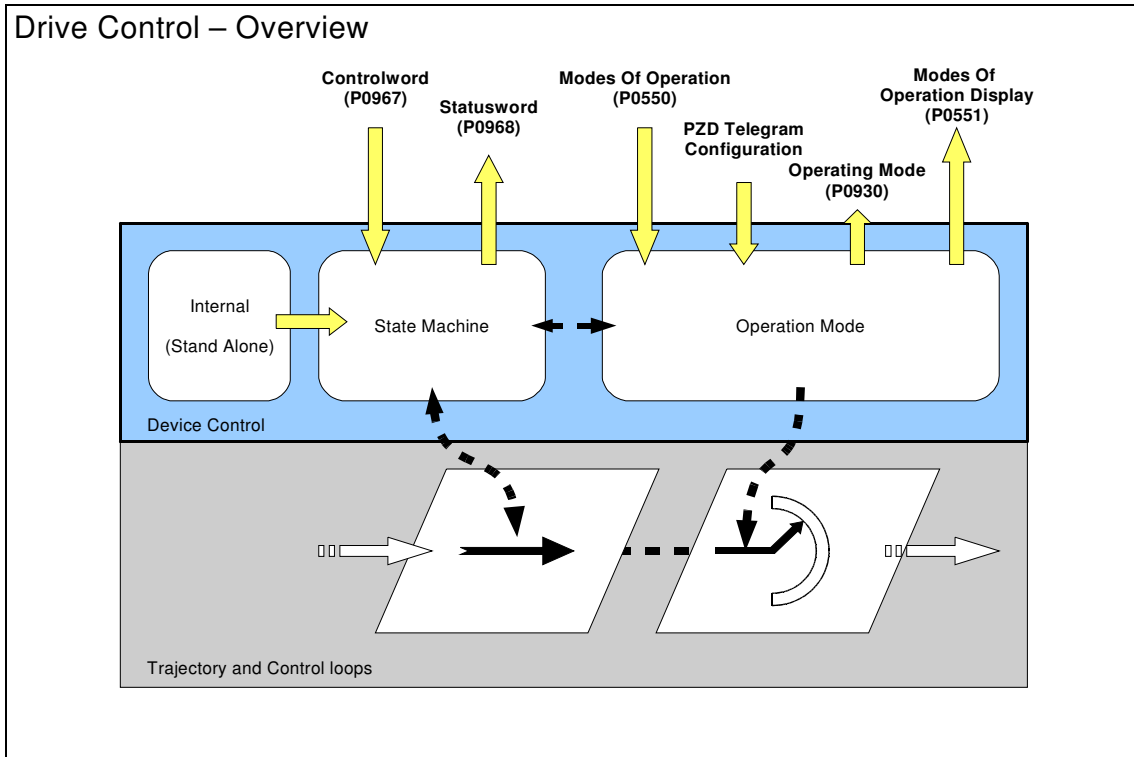 Drive Control – Overview
Controlword
(P0967)
Statusword
(P0968)
Modes Of Operation
(P0550)
PZD Telegram
Configuration
Operating Mode
(P0930)
Modes Of
Operation Display
(P0551)
Internal
(Stand Alone)
State Machine
Operation Mode
Device Control
Trajectory and Control loops